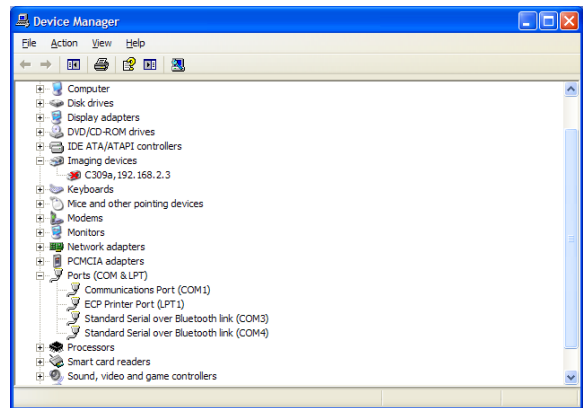 Device Manager
File Action View Help
Computer
Disk drives
Display adapters
DVD/CD-ROM drives
IDE ATA/ATAPI controllers
Imaging devices
C309a,192.168.2.3
Keyboards
Mice and other pointing devices
Modems
Monitors
Network adapters
PCMCIA adapters
Ports (COM & LPT)
Communications Port (COM1)
ECP Printer Port (LPT1)
Standard Serial over Bluetooth link (COM3)
Standard Serial over Bluetooth link (COM4)
Processors
Smart card readers
Sound, video and game controllers